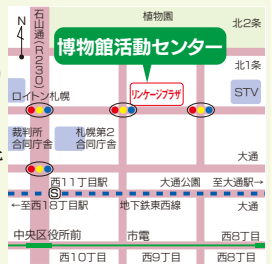 N
石山通(R230)
植物園
北2条
博物館活動センター
北1条
リンケージプラザ
STV
ロイトン札幌
裁判所
合同庁舎
札幌第2
合同庁舎
大通
西11丁目駅
大通公園
至大通駅→
S
←至西18丁目駅
地下鉄東西線
大通
中央区役所前
市電
西8丁目
西10丁目
西9丁目
西8丁目